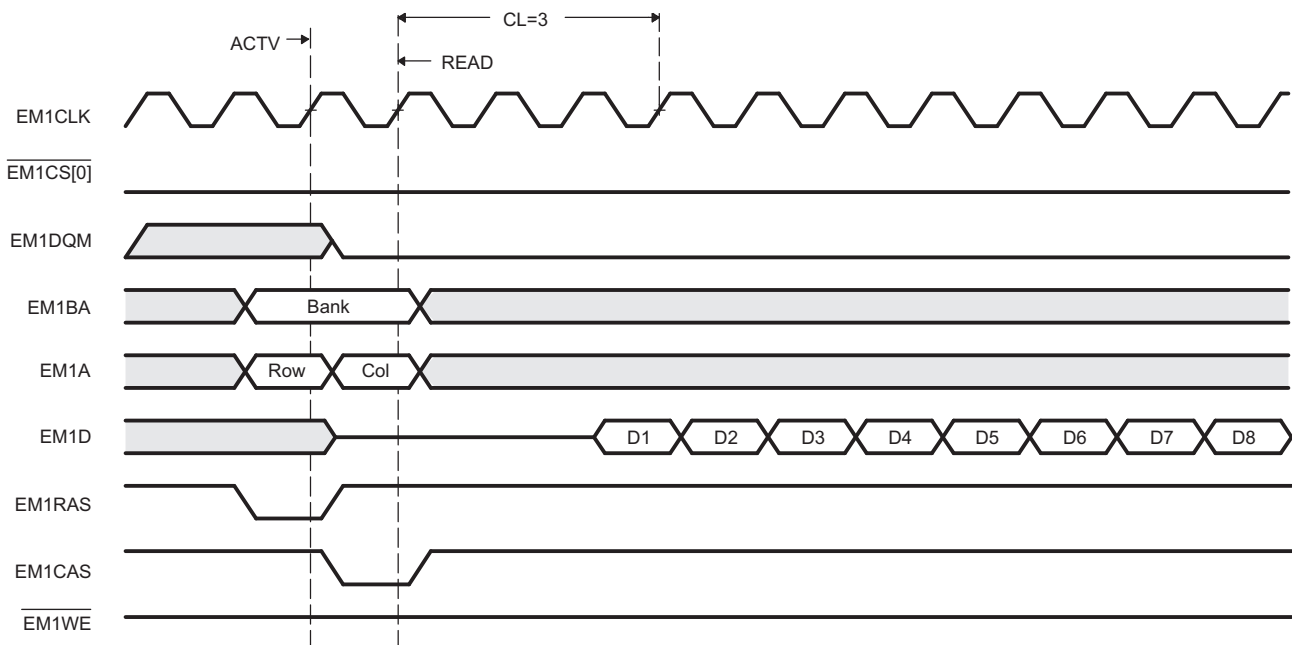 CL=3
ACTV
READ
EM1CLK
EM1CS[0]
EM1DQM
EM1BA
Bank
EM1A
Row Col
EM1D
D1 D2 D3 D4 D5 D6 D7 D8
EM1RAS
EM1CAS
EM1WE